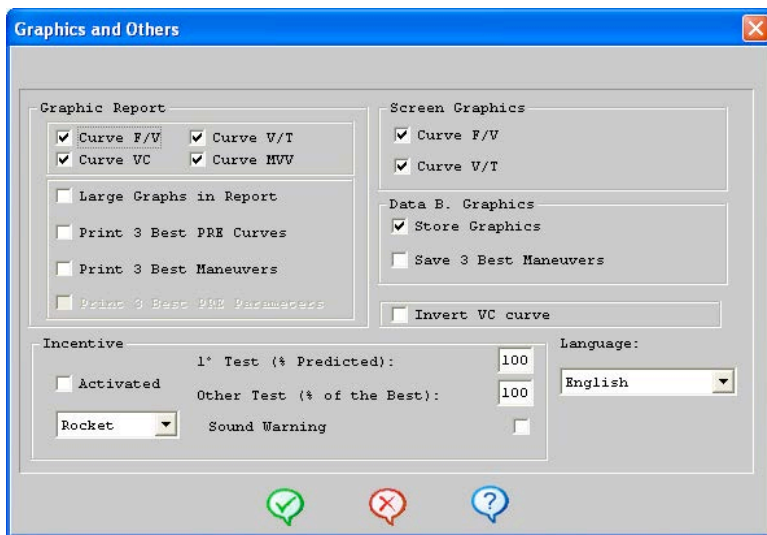 Graphics and Others
Graphic Report
Curve F/V
Curve V/T
Curve VC
Curve MVV
Large Graphs in Report
Print 3 Best PRE Curves
Print 3 Best Maneuvers
Print 3 Best PRE Parameters
Screen Graphics
Curve F/V
Curve V/T
Data B. Graphics
Store Graphics
Save 3 Best Maneuvers
Invert VC curve
Incentive
Activated
Rocket
1° Test (% Predicted):
100
Other Test (% of the Best):
100
Sound Warning
Language:
English